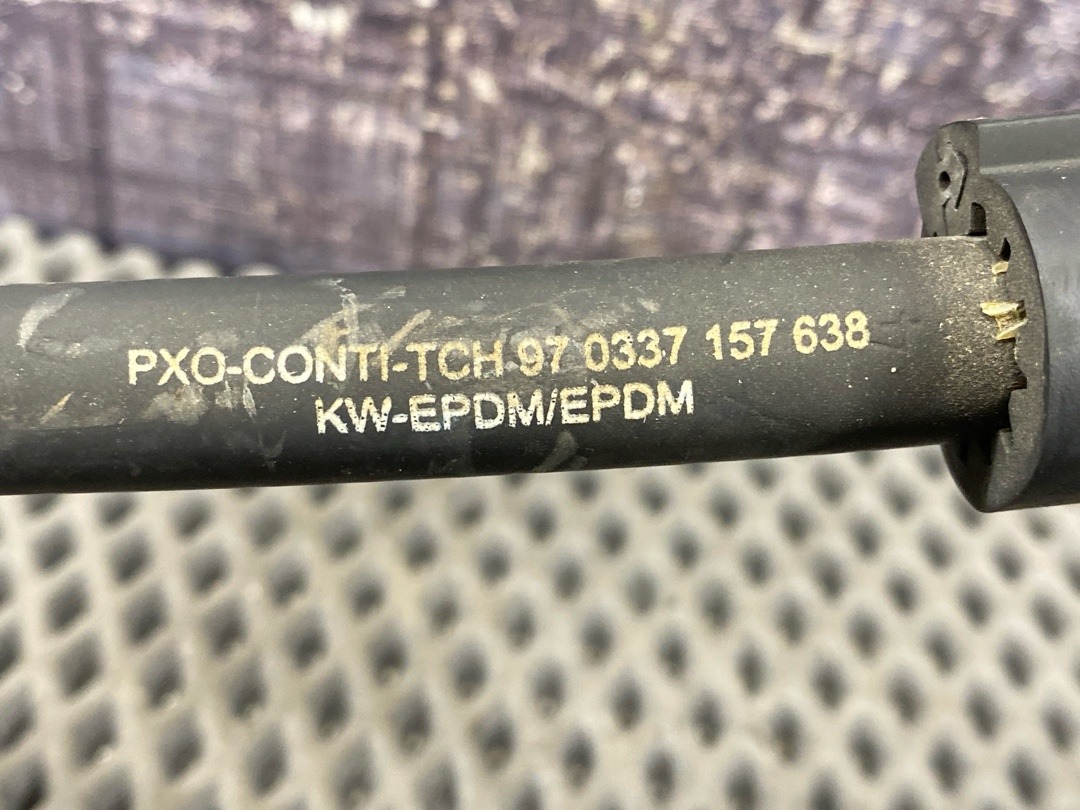 PXO-CONTI-TCH 97 0337 157 638
KW-EPDM/EPDM